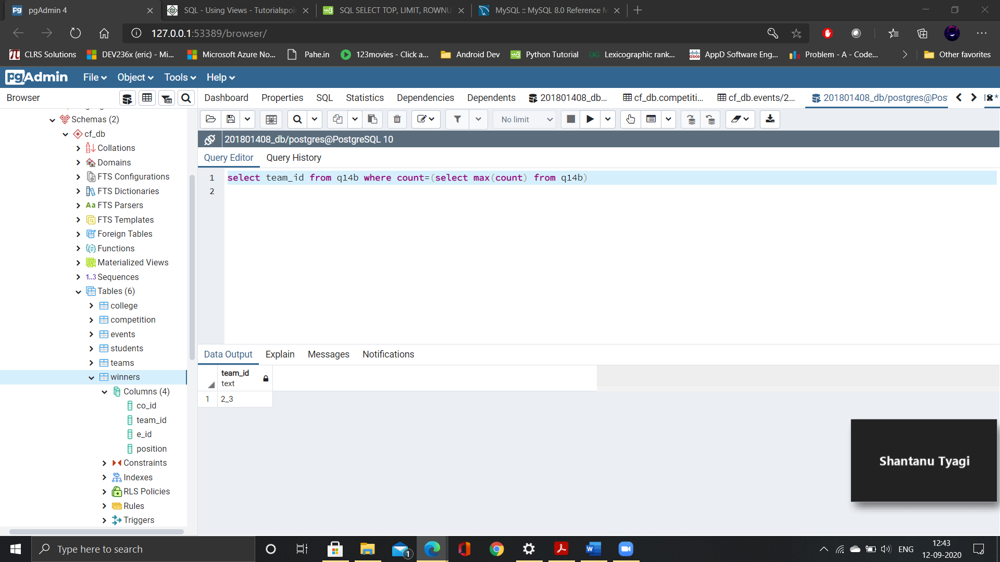 pgAdmin 4
SQL - Using Views - Tutorialspoi
SQL SELECT TOP, LIMIT, ROWNU
MySQL :: MySQL 8.0 Reference M
127.0.0.1:53389/browser/
CLRS Solutions
DEV236x (eric) - Mi...
Microsoft Azure No...
Pahe.in
123movies - Click a...
Android Dev
Python Tutorial
Lexicographic rank...
AppD Software Eng...
Problem - A - Code...
Other favorites
pgAdmin
File
Object
Tools
Help
Browser
Dashboard
Properties
SQL
Statistics
Dependencies
Dependents
201801408_db...
cf_db.competiti...
cf_db.events/2...
201801408_db/postgres@Pos
No limit
201801408_db/postgres@PostgreSQL 10
Query Editor
Query History
1 select team_id from q14b where count=(select max(count) from q14b)
2
Schemas (2)
cf_db
Collations
Domains
FTS Configurations
FTS Dictionaries
Aa FTS Parsers
FTS Templates
Foreign Tables
Functions
Materialized Views
1..3 Sequences
Tables (6)
college
competition
events
students
teams
winners
Columns (4)
co_id
team_id
e_id
position
Constraints
Indexes
RLS Policies
Rules
Triggers
Data Output
Explain
Messages
Notifications
team_id
text
1 2_3
Shantanu Tyagi
Type here to search
1
ENG
12:43
12-09-2020